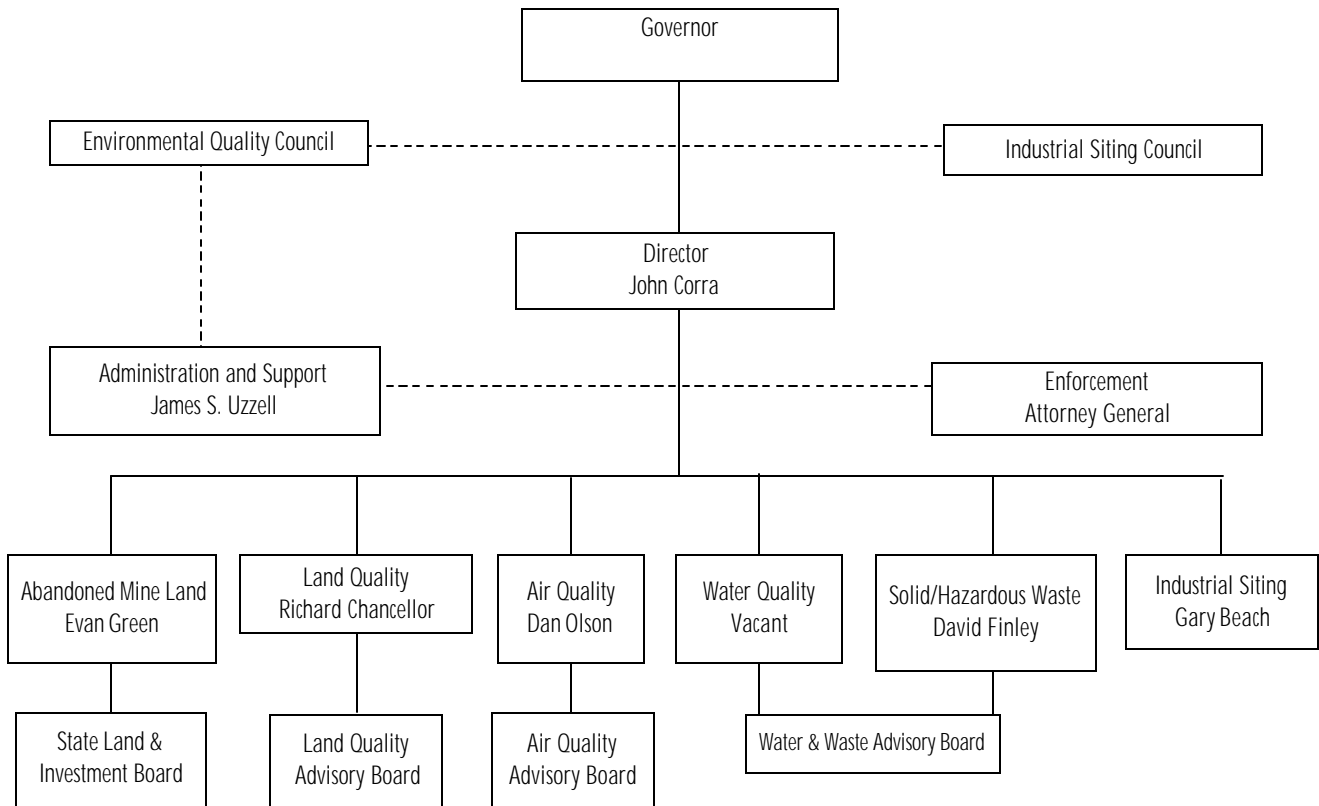 Governor
Environmental Quality Council
Industrial Siting Council
Director
John Corra
Administration and Support
James S. Uzzell
Enforcement
Attorney General
Abandoned Mine Land
Evan Green
Land Quality
Richard Chancellor
Air Quality
Dan Olson
Water Quality
Vacant
Solid/Hazardous Waste
David Finley
Industrial Siting
Gary Beach
State Land &
Investment Board
Land Quality
Advisory Board
Air Quality
Advisory Board
Water & Waste Advisory Board